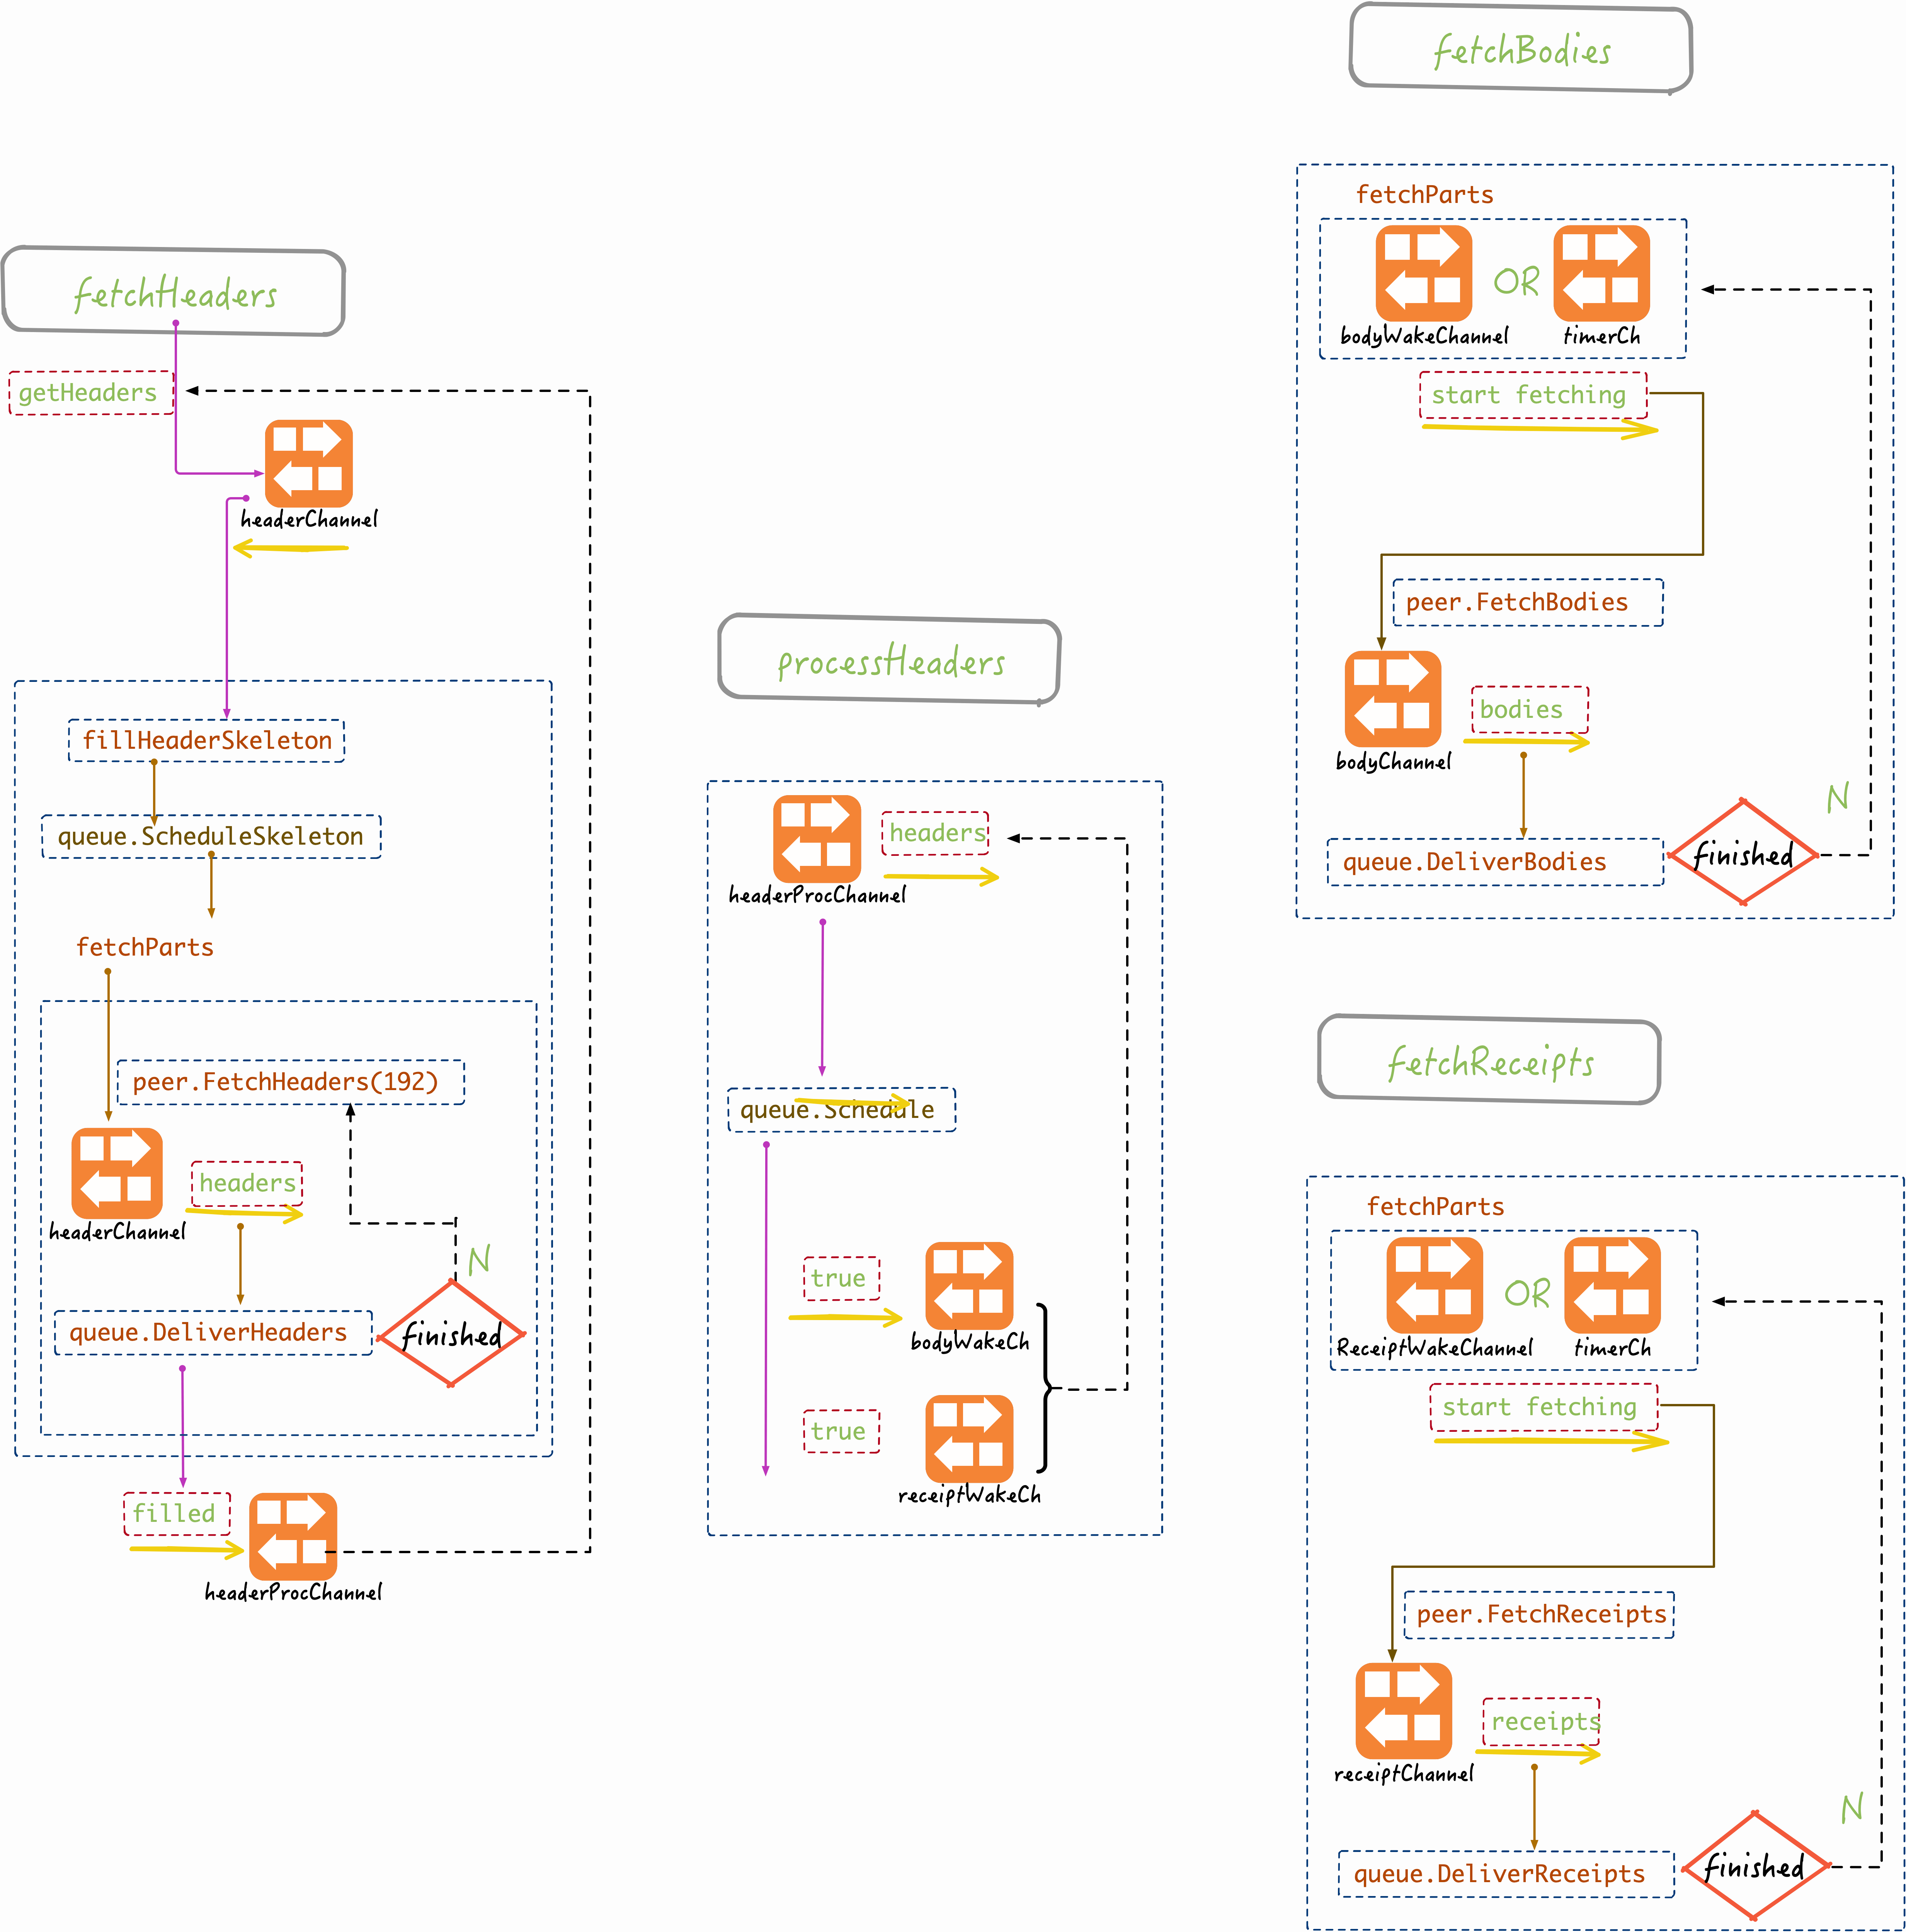 fetchHeaders
getHeaders
headerChannel
fillHeaderSkeleton
queue.ScheduleSkeleton
fetchParts
peer.FetchHeaders(192)
headerChannel
headers
N
queue.DeliverHeaders
finished
filled
headerProcChannel
processHeaders
headerProcChannel
headers
queue.Schedule
true
bodyWakeCh
true
receiptWakeCh
fetchBodies
fetchParts
bodyWakeChannel
OR
timerCh
start fetching
peer.FetchBodies
bodyChannel
bodies
N
queue.DeliverBodies
finished
fetchReceipts
fetchParts
ReceiptWakeChannel
OR
timerCh
start fetching
peer.FetchReceipts
receiptChannel
receipts
N
queue.DeliverReceipts
finished